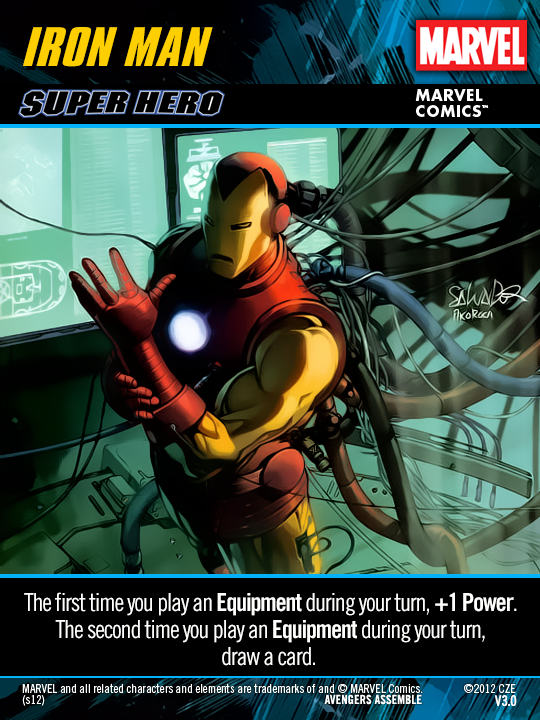 IRON MAN
MARVEL
SUPER HERO
MARVEL
COMICS™
SALVADOR
The first time you play an Equipment during your turn, +1 Power.
The second time you play an Equipment during your turn,
draw a card.
MARVEL and all related characters and elements are trademarks of and © MARVEL Comics.
©2012 CZE
(s12)
AVENGERS ASSEMBLE
V3.0